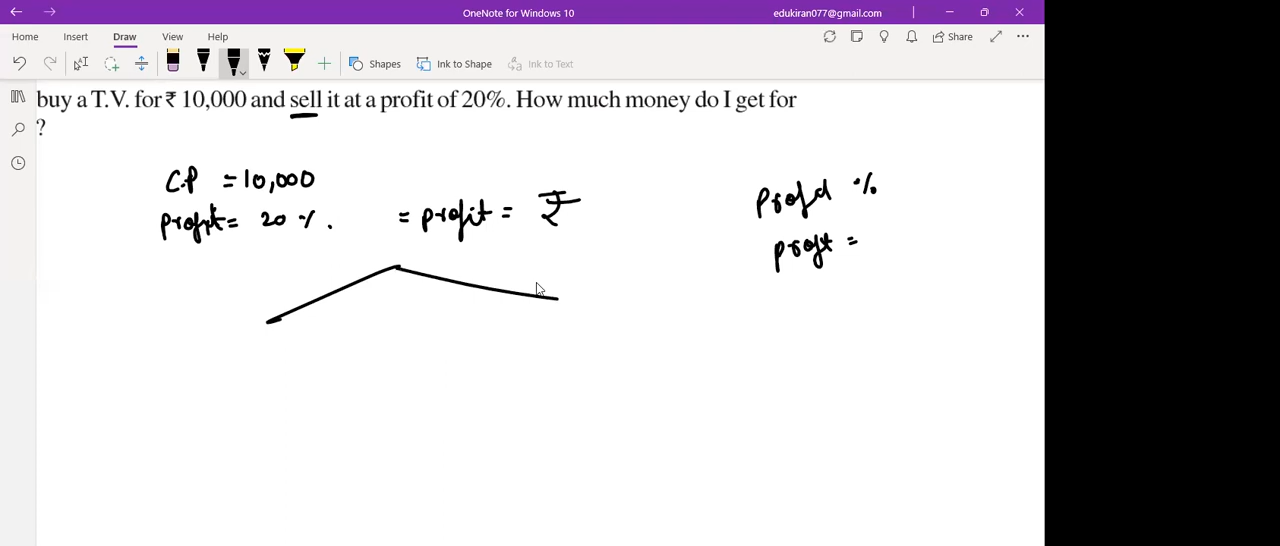 OneNote for Windows 10
edukiran077@gmail.com
Home Insert Draw View Help
Share
Shapes Ink to Shape Ink to Text
buy a T.V. for ₹ 10,000 and sell it at a profit of 20%. How much money do I get for
?
C.P = 10,000
Profit = 20 %. = profit = ₹
Profit %
profit =